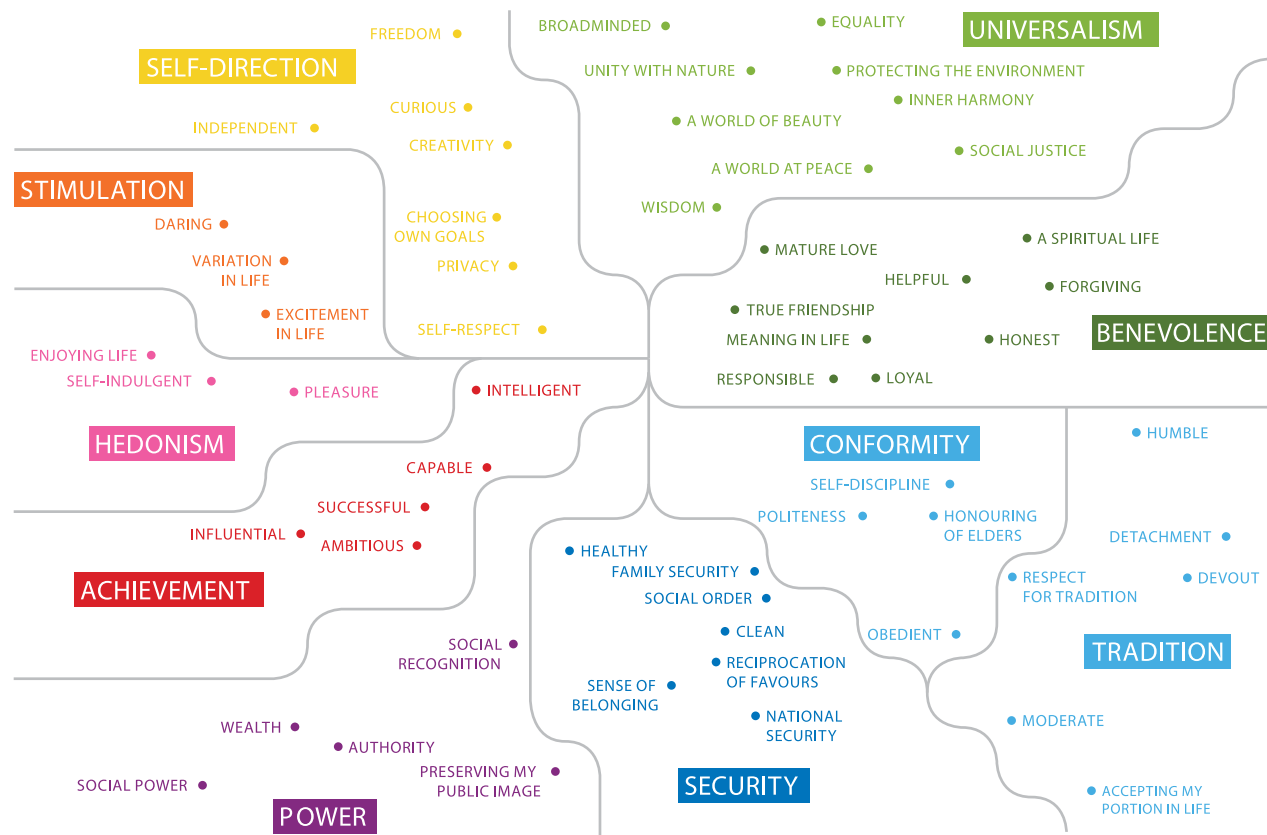 SELF-DIRECTION
FREEDOM
CURIOUS
INDEPENDENT
CREATIVITY
CHOOSING
OWN GOALS
PRIVACY
SELF-RESPECT
UNIVERSALISM
BROADMINDED
EQUALITY
UNITY WITH NATURE
PROTECTING THE ENVIRONMENT
INNER HARMONY
A WORLD OF BEAUTY
SOCIAL JUSTICE
A WORLD AT PEACE
WISDOM
STIMULATION
DARING
VARIATION
IN LIFE
EXCITEMENT
IN LIFE
A SPIRITUAL LIFE
MATURE LOVE
HELPFUL
FORGIVING
TRUE FRIENDSHIP
MEANING IN LIFE
HONEST
BENEVOLENCE
RESPONSIBLE
LOYAL
ENJOYING LIFE
SELF-INDULGENT
PLEASURE
HEDONISM
INTELLIGENT
CAPABLE
SUCCESSFUL
INFLUENTIAL
AMBITIOUS
ACHIEVEMENT
CONFORMITY
SELF-DISCIPLINE
POLITENESS
HONOURING
OF ELDERS
OBEDIENT
HUMBLE
DETACHMENT
RESPECT
FOR TRADITION
DEVOUT
TRADITION
MODERATE
ACCEPTING MY
PORTION IN LIFE
HEALTHY
FAMILY SECURITY
SOCIAL ORDER
CLEAN
RECIPROCATION
OF FAVOURS
SENSE OF
BELONGING
NATIONAL
SECURITY
SECURITY
SOCIAL
RECOGNITION
WEALTH
AUTHORITY
PRESERVING MY
PUBLIC IMAGE
SOCIAL POWER
POWER